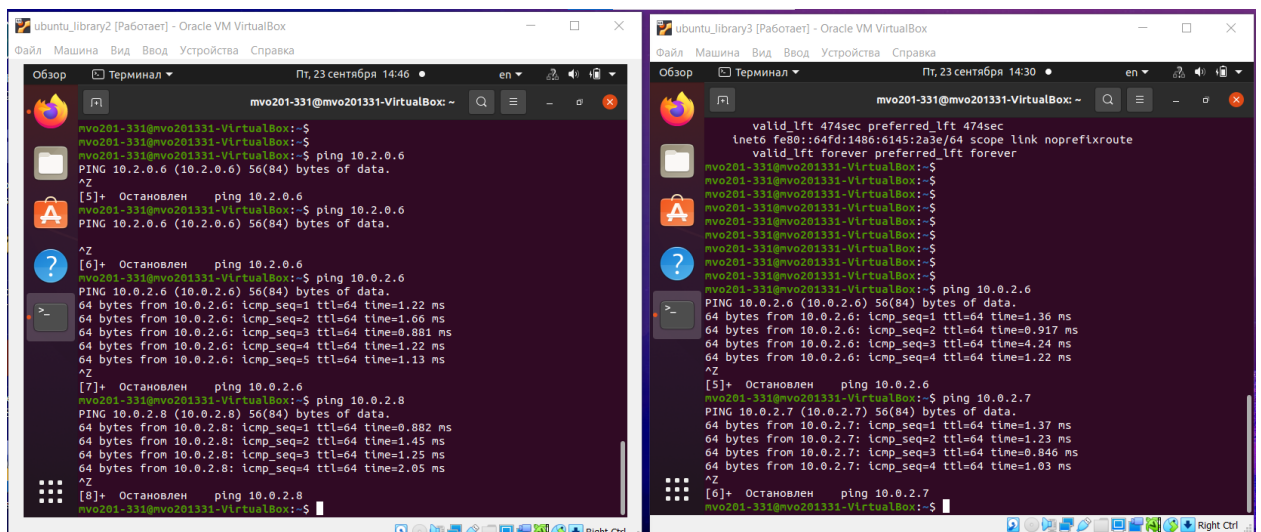 ubuntu_library2 [Работает] - Oracle VM VirtualBox
Файл Машина Вид Ввод Устройства Справка
Обзор Терминал Пт, 23 сентября 14:46 en
mvo201-331@mvo201331-VirtualBox: ~
mvo201-331@mvo201331-VirtualBox:~$
mvo201-331@mvo201331-VirtualBox:~$
mvo201-331@mvo201331-VirtualBox:~$ ping 10.2.0.6
PING 10.2.0.6 (10.2.0.6) 56(84) bytes of data.
^Z
[5]+ Остановлен ping 10.2.0.6
mvo201-331@mvo201331-VirtualBox:~$ ping 10.2.0.6
PING 10.2.0.6 (10.2.0.6) 56(84) bytes of data.
^Z
[6]+ Остановлен ping 10.2.0.6
mvo201-331@mvo201331-VirtualBox:~$ ping 10.0.2.6
PING 10.0.2.6 (10.0.2.6) 56(84) bytes of data.
64 bytes from 10.0.2.6: icmp_seq=1 ttl=64 time=1.22 ms
64 bytes from 10.0.2.6: icmp_seq=2 ttl=64 time=1.66 ms
64 bytes from 10.0.2.6: icmp_seq=3 ttl=64 time=0.881 ms
64 bytes from 10.0.2.6: icmp_seq=4 ttl=64 time=1.22 ms
64 bytes from 10.0.2.6: icmp_seq=5 ttl=64 time=1.13 ms
^Z
[7]+ Остановлен ping 10.0.2.6
mvo201-331@mvo201331-VirtualBox:~$ ping 10.0.2.8
PING 10.0.2.8 (10.0.2.8) 56(84) bytes of data.
64 bytes from 10.0.2.8: icmp_seq=1 ttl=64 time=0.882 ms
64 bytes from 10.0.2.8: icmp_seq=2 ttl=64 time=1.45 ms
64 bytes from 10.0.2.8: icmp_seq=3 ttl=64 time=1.25 ms
64 bytes from 10.0.2.8: icmp_seq=4 ttl=64 time=2.05 ms
^Z
[8]+ Остановлен ping 10.0.2.8
mvo201-331@mvo201331-VirtualBox:~$
Right Ctrl
ubuntu_library3 [Работает] - Oracle VM VirtualBox
Файл Машина Вид Ввод Устройства Справка
Обзор Терминал Пт, 23 сентября 14:30 en
mvo201-331@mvo201331-VirtualBox: ~
valid_lft 474sec preferred_lft 474sec
inet6 fe80::64fd:1486:6145:2a3e/64 scope link noprefixroute
valid_lft forever preferred_lft forever
mvo201-331@mvo201331-VirtualBox:~$
mvo201-331@mvo201331-VirtualBox:~$
mvo201-331@mvo201331-VirtualBox:~$
mvo201-331@mvo201331-VirtualBox:~$
mvo201-331@mvo201331-VirtualBox:~$
mvo201-331@mvo201331-VirtualBox:~$
mvo201-331@mvo201331-VirtualBox:~$
mvo201-331@mvo201331-VirtualBox:~$
mvo201-331@mvo201331-VirtualBox:~$
mvo201-331@mvo201331-VirtualBox:~$ ping 10.0.2.6
PING 10.0.2.6 (10.0.2.6) 56(84) bytes of data.
64 bytes from 10.0.2.6: icmp_seq=1 ttl=64 time=1.36 ms
64 bytes from 10.0.2.6: icmp_seq=2 ttl=64 time=0.917 ms
64 bytes from 10.0.2.6: icmp_seq=3 ttl=64 time=4.24 ms
64 bytes from 10.0.2.6: icmp_seq=4 ttl=64 time=1.22 ms
^Z
[5]+ Остановлен ping 10.0.2.6
mvo201-331@mvo201331-VirtualBox:~$ ping 10.0.2.7
PING 10.0.2.7 (10.0.2.7) 56(84) bytes of data.
64 bytes from 10.0.2.7: icmp_seq=1 ttl=64 time=1.37 ms
64 bytes from 10.0.2.7: icmp_seq=2 ttl=64 time=1.23 ms
64 bytes from 10.0.2.7: icmp_seq=3 ttl=64 time=0.846 ms
64 bytes from 10.0.2.7: icmp_seq=4 ttl=64 time=1.03 ms
^Z
[6]+ Остановлен ping 10.0.2.7
mvo201-331@mvo201331-VirtualBox:~$
Right Ctrl